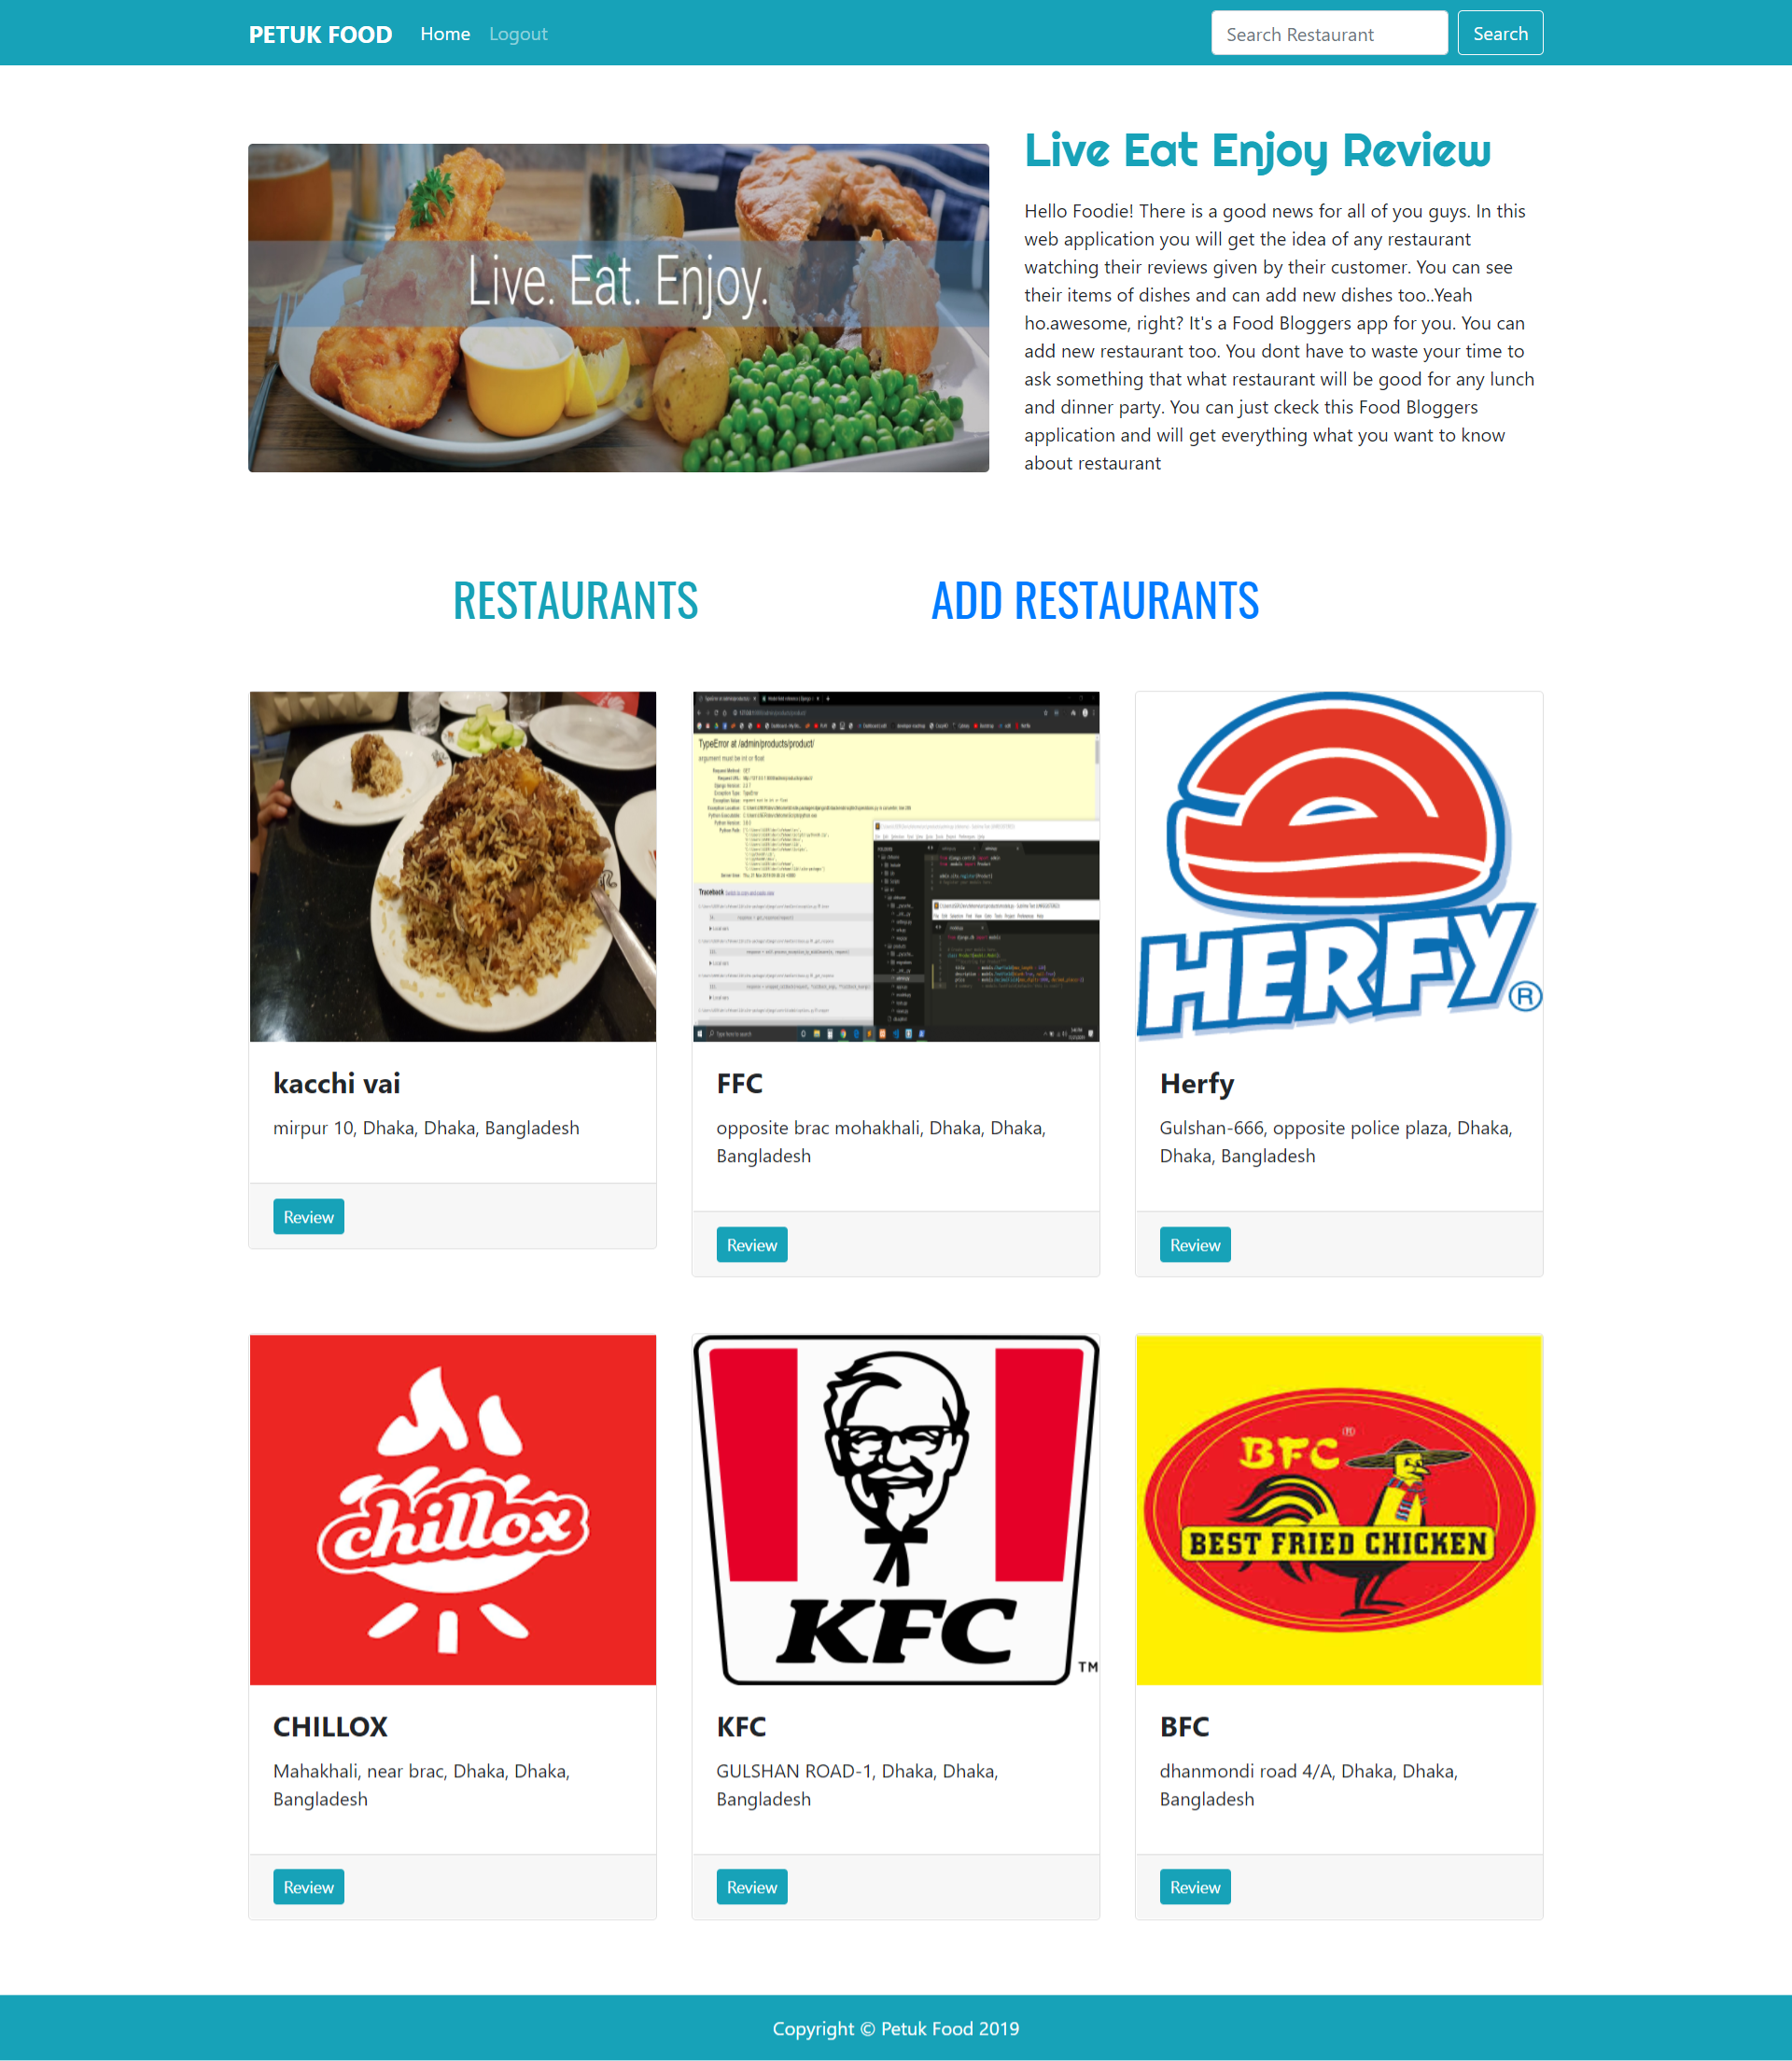 PETUK FOOD Home Logout Search Restaurant Search
Live. Eat. Enjoy.
Live Eat Enjoy Review
Hello Foodie! There is a good news for all of you guys. In this
web application you will get the idea of any restaurant
watching their reviews given by their customer. You can see
their items of dishes and can add new dishes too..Yeah
ho.awesome, right? It's a Food Bloggers app for you. You can
add new restaurant too. You dont have to waste your time to
ask something that what restaurant will be good for any lunch
and dinner party. You can just ckeck this Food Bloggers
application and will get everything what you want to know
about restaurant
RESTAURANTS ADD RESTAURANTS
TypeError at /admin/products/product/
argument must be int or float
Traceback
HERFY®
kacchi vai
mirpur 10, Dhaka, Dhaka, Bangladesh
Review
FFC
opposite brac mohakhali, Dhaka, Dhaka,
Bangladesh
Review
Herfy
Gulshan-666, opposite police plaza, Dhaka,
Dhaka, Bangladesh
Review
chillox
KFC
TM
BFC®
BEST FRIED CHICKEN
CHILLOX
Mahakhali, near brac, Dhaka, Dhaka,
Bangladesh
Review
KFC
GULSHAN ROAD-1, Dhaka, Dhaka,
Bangladesh
Review
BFC
dhanmondi road 4/A, Dhaka, Dhaka,
Bangladesh
Review
Copyright © Petuk Food 2019